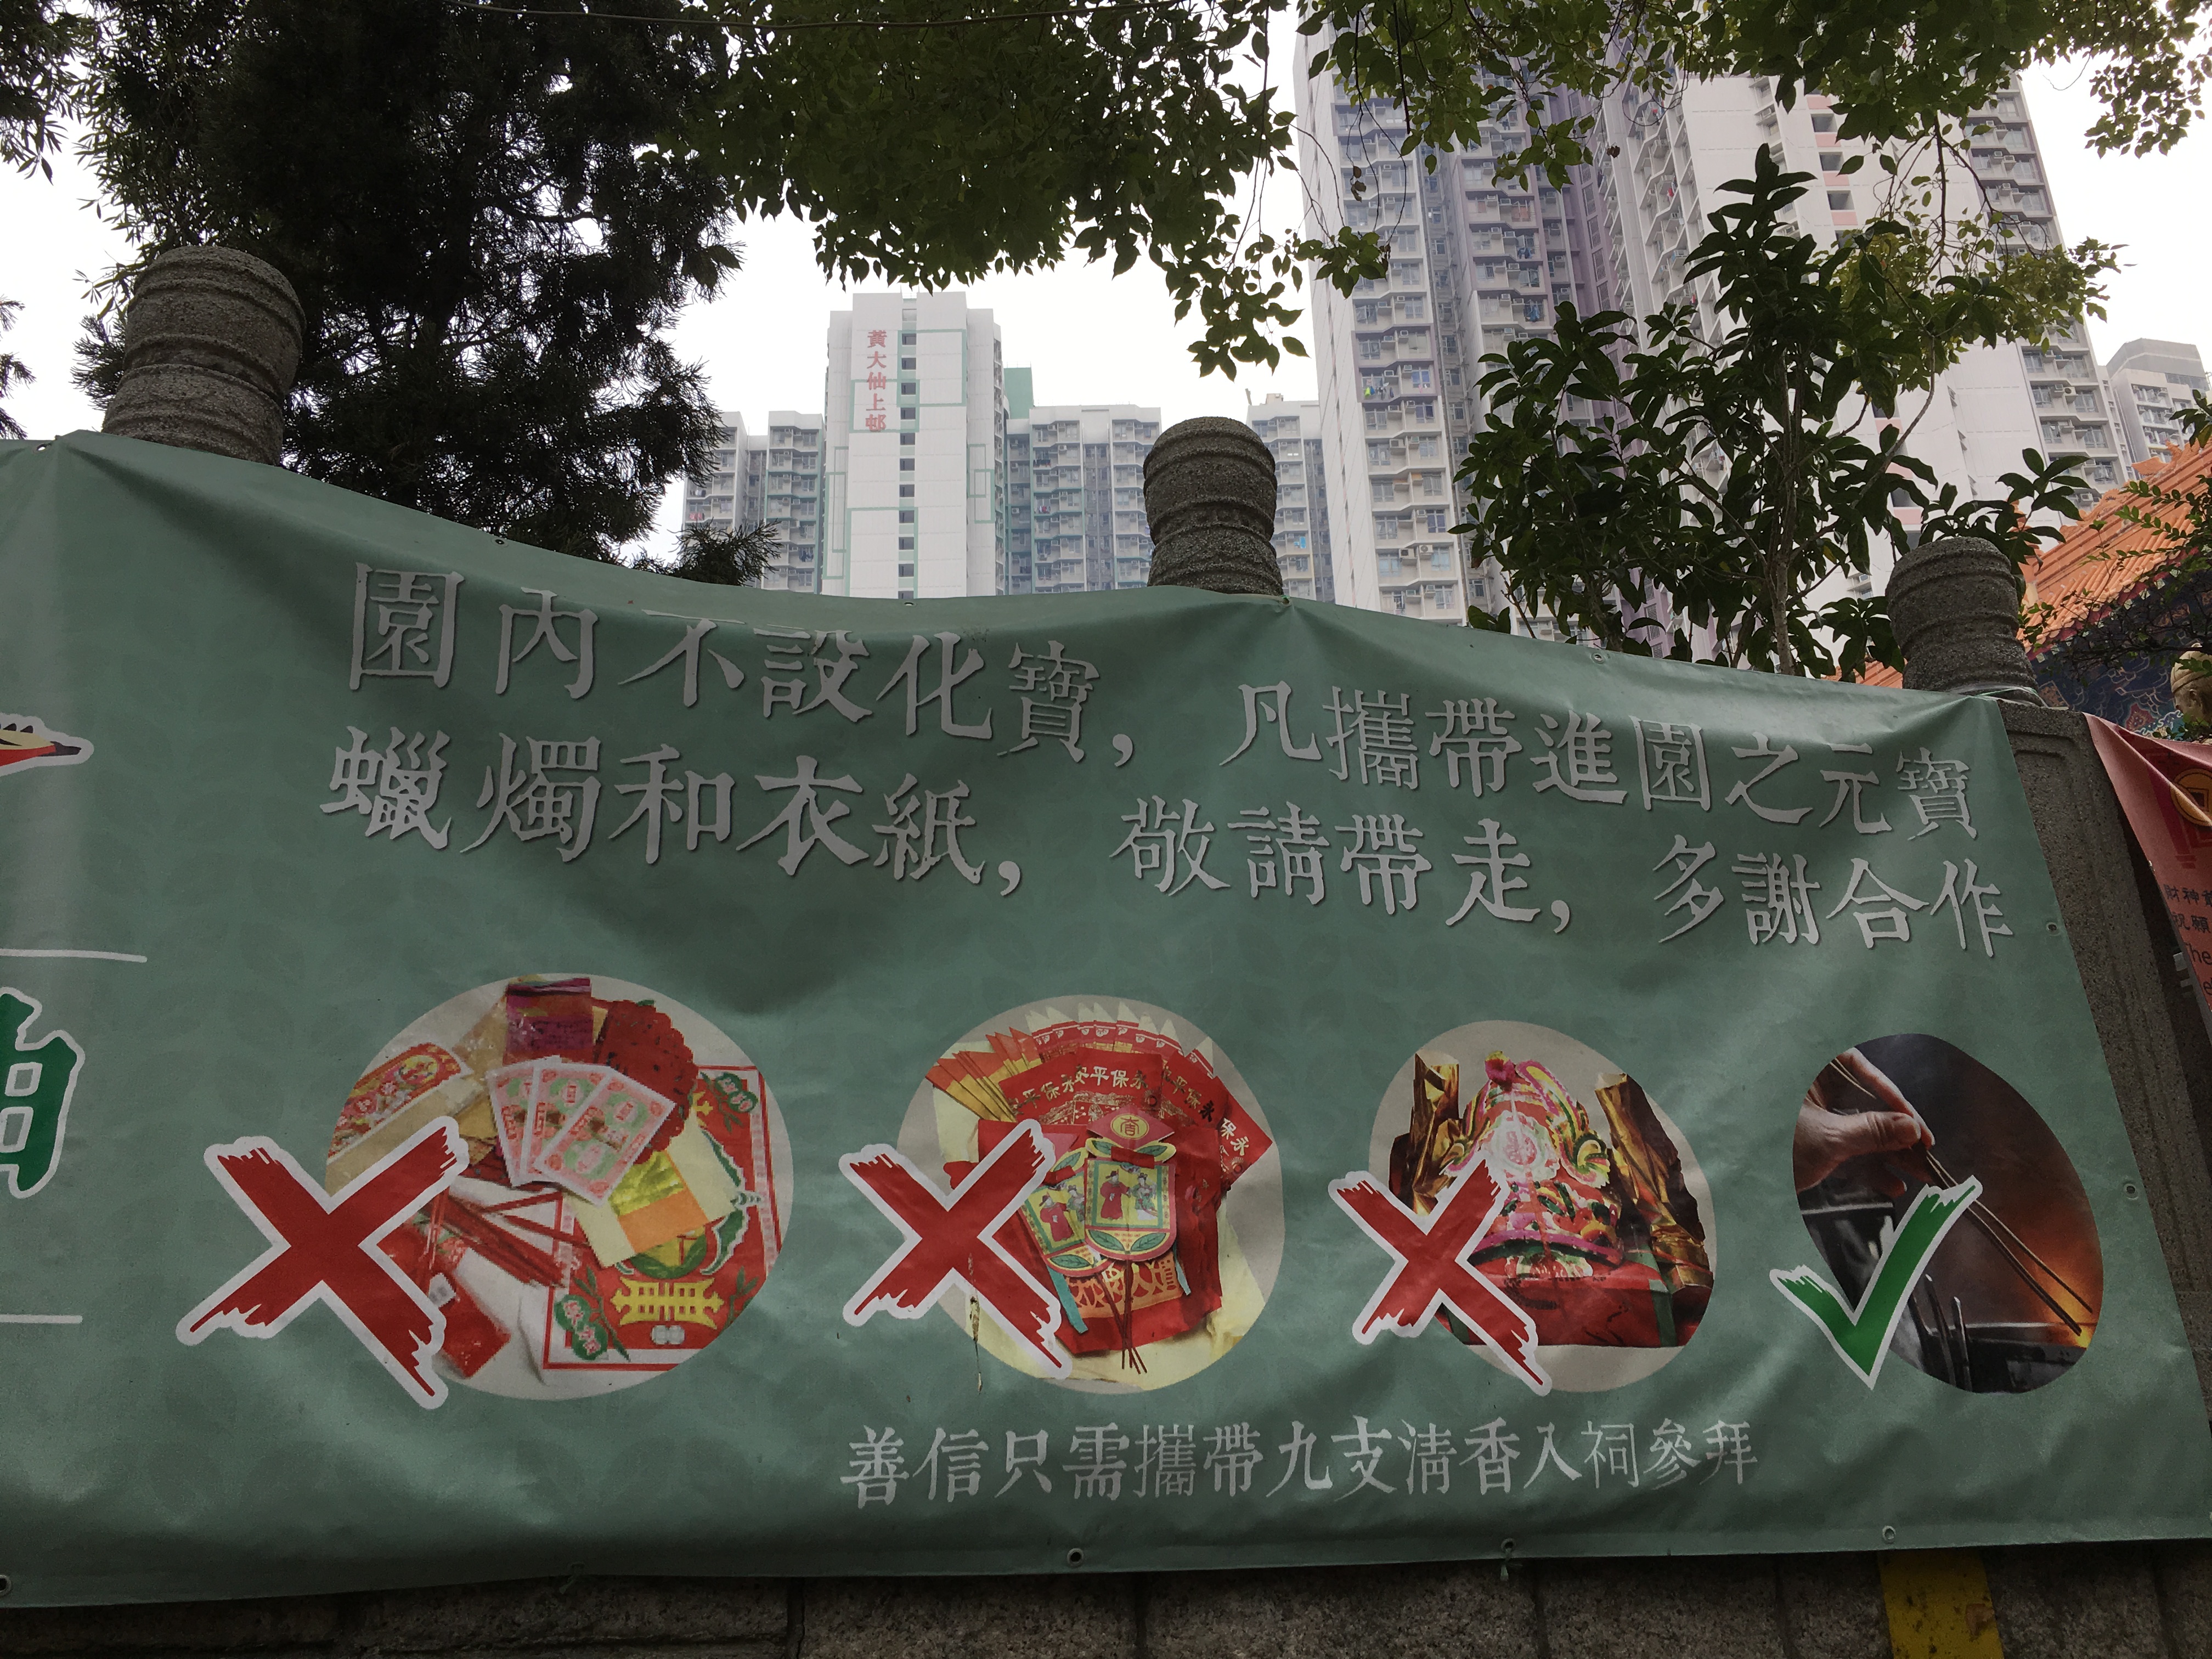 黃大仙上邨
園內不設化寶，凡攜帶進園之元寶
蠟燭和衣紙，敬請帶走，多謝合作
善信只需攜帶九支清香入祠參拜